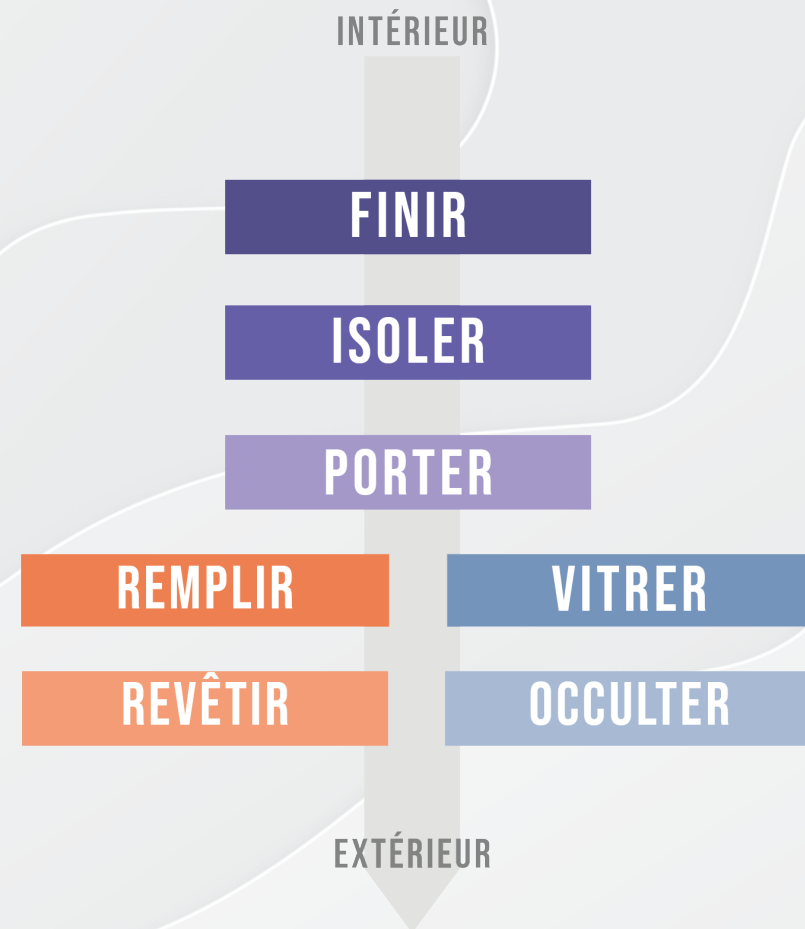 INTÉRIEUR
FINIR
ISOLER
PORTER
REMPLIR VITRER
REVÊTIR OCCULTER
EXTÉRIEUR